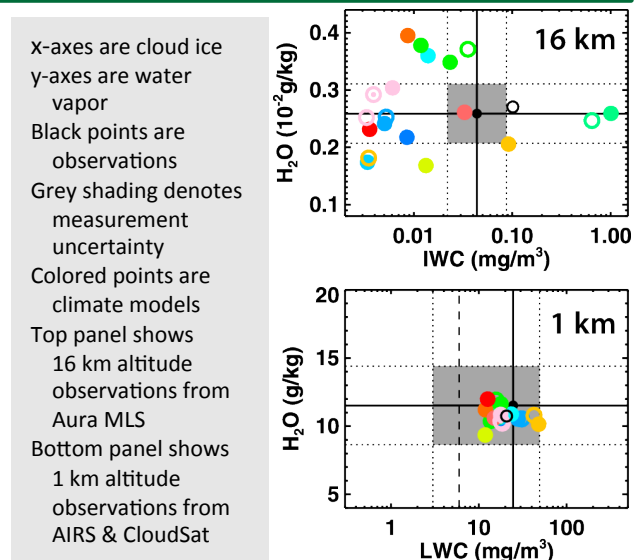 x-axes are cloud ice
y-axes are water
vapor
Black points are
observations
Grey shading denotes
measurement
uncertainty
Colored points are
climate models
Top panel shows
16 km altitude
observations from
Aura MLS
Bottom panel shows
1 km altitude
observations from
AIRS & CloudSat
16 km
0.4
0.3
0.2
0.1
H₂O (10⁻²g/kg)
0.01 0.10 1.00
IWC (mg/m³)
1 km
20
15
10
5
H₂O (g/kg)
1 10 100
LWC (mg/m³)